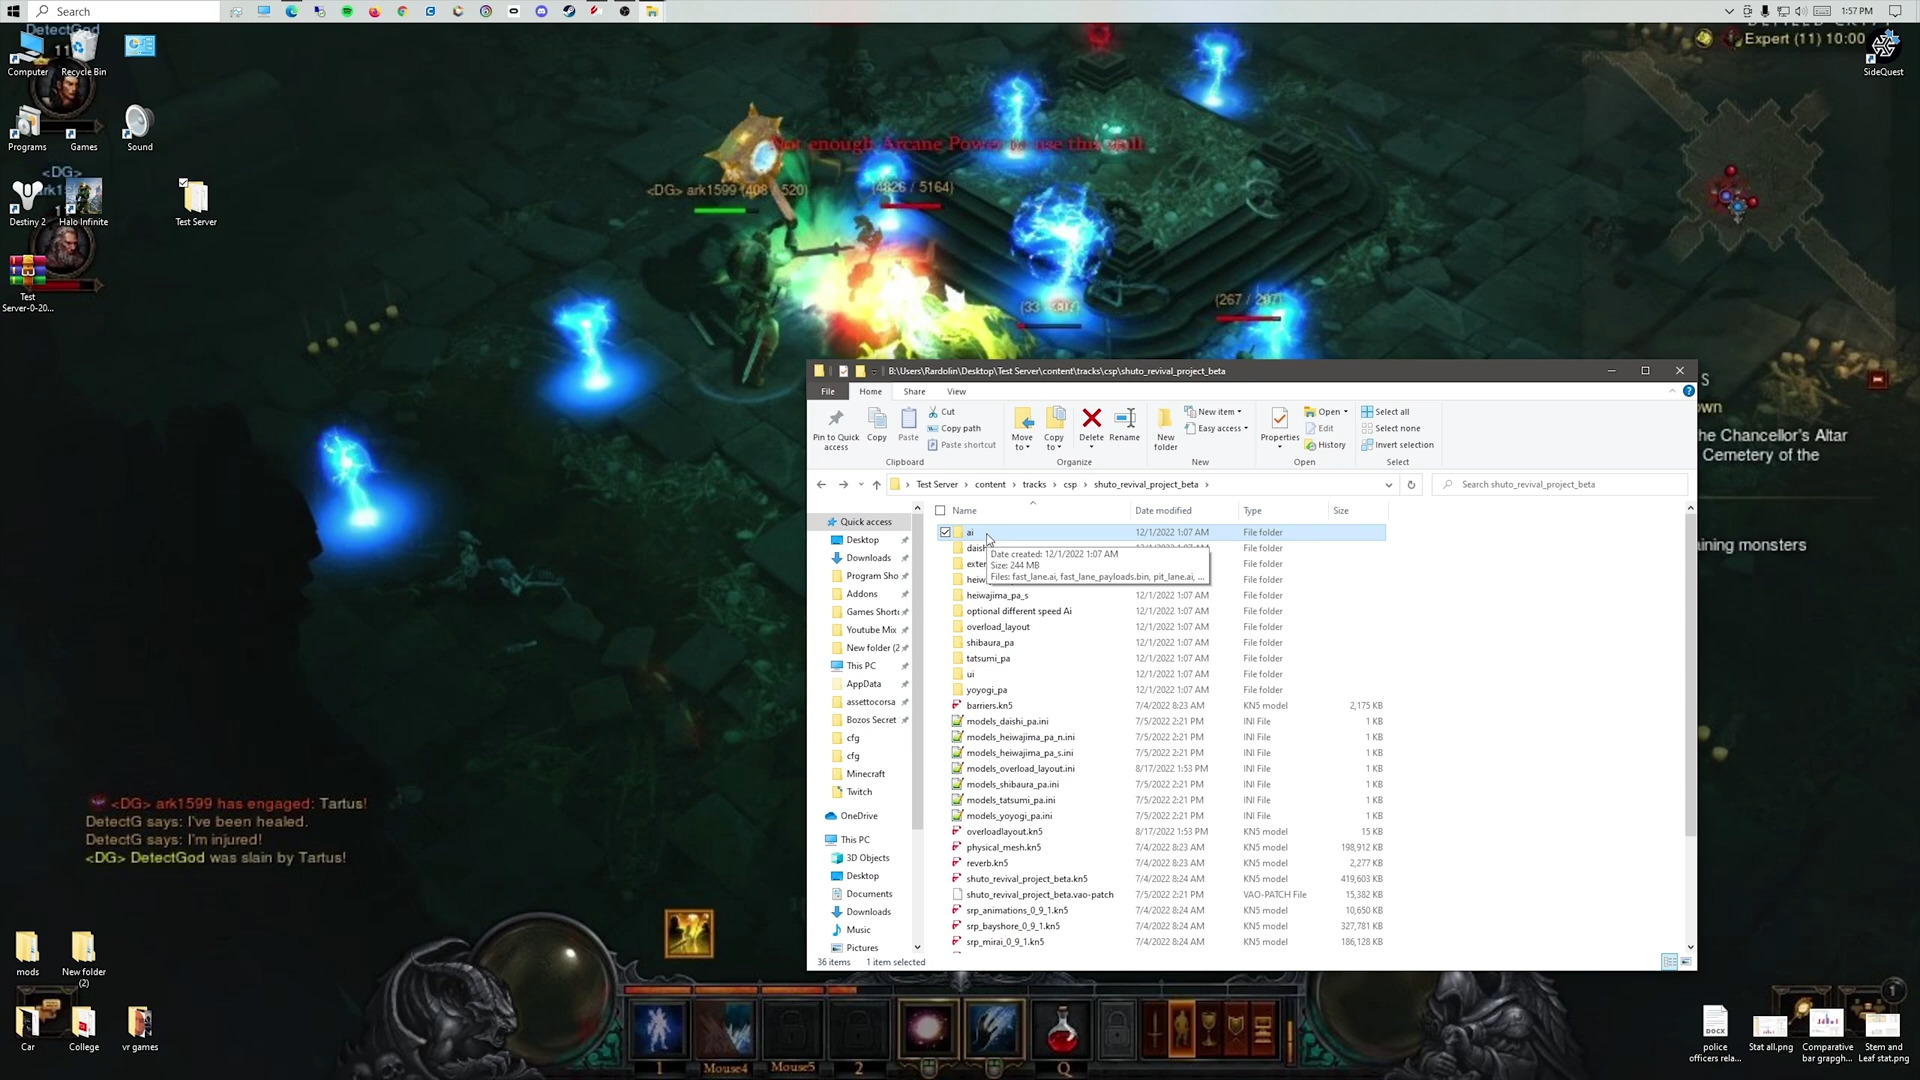 Search
1:57 PM
DetectGod
Computer
Recycle Bin
Programs
Games
Sound
<DG>
Destiny 2
Halo Infinite
Test Server
Test
Server-0-20...
Expert (11) 10:00
SideQuest
Not enough Arcane Power to use this skill
<DG> ark1599 (408 / 520)
(4826 / 5164)
(267 / 297)
the Chancellor's Altar
Cemetery of the
B:\Users\Rardolin\Desktop\Test Server\content\tracks\csp\shuto_revival_project_beta
File
Home
Share
View
Pin to Quick access
Copy
Paste
Cut
Copy path
Paste shortcut
Clipboard
Move to
Copy to
Delete
Rename
Organize
New folder
New item
Easy access
New
Properties
Open
Edit
History
Open
Select all
Select none
Invert selection
Select
Test Server > content > tracks > csp > shuto_revival_project_beta >
Search shuto_revival_project_beta
Quick access
Desktop
Downloads
Program Sho
Addons
Games Shortc
Youtube Mix
New folder (2
This PC
AppData
assettocorsa
Bozos Secret
cfg
cfg
Minecraft
Twitch
OneDrive
This PC
3D Objects
Desktop
Documents
Downloads
Music
Pictures
Name Date modified Type Size
ai 12/1/2022 1:07 AM File folder
Date created: 12/1/2022 1:07 AM
Size: 244 MB
Files: fast_lane.ai, fast_lane_payloads.bin, pit_lane.ai, ...
heiwajima_pa_s 12/1/2022 1:07 AM File folder
optional different speed Ai 12/1/2022 1:07 AM File folder
overload_layout 12/1/2022 1:07 AM File folder
shibaura_pa 12/1/2022 1:07 AM File folder
tatsumi_pa 12/1/2022 1:07 AM File folder
ui 12/1/2022 1:07 AM File folder
yoyogi_pa 12/1/2022 1:07 AM File folder
barriers.kn5 7/4/2022 8:23 AM KN5 model 2,175 KB
models_daishi_pa.ini 7/5/2022 2:21 PM INI File 1 KB
models_heiwajima_pa_n.ini 7/5/2022 2:21 PM INI File 1 KB
models_heiwajima_pa_s.ini 7/5/2022 2:21 PM INI File 1 KB
models_overload_layout.ini 8/17/2022 1:53 PM INI File 1 KB
models_shibaura_pa.ini 7/5/2022 2:21 PM INI File 1 KB
models_tatsumi_pa.ini 7/5/2022 2:21 PM INI File 1 KB
models_yoyogi_pa.ini 7/5/2022 2:21 PM INI File 1 KB
overloadlayout.kn5 8/17/2022 1:53 PM KN5 model 15 KB
physical_mesh.kn5 7/4/2022 8:23 AM KN5 model 198,912 KB
reverb.kn5 7/4/2022 8:23 AM KN5 model 2,277 KB
shuto_revival_project_beta.kn5 7/4/2022 8:23 AM KN5 model 419,603 KB
shuto_revival_project_beta.vao-patch 7/5/2022 2:21 PM VAO-PATCH File 15,382 KB
srp_animations_0_9_1.kn5 7/4/2022 8:24 AM KN5 model 10,650 KB
srp_bayshore_0_9_1.kn5 7/4/2022 8:24 AM KN5 model 327,781 KB
srp_mirai_0_9_1.kn5 7/4/2022 8:24 AM KN5 model 186,128 KB
36 items 1 item selected
<DG> ark1599 has engaged: Tartus!
DetectG says: I've been healed.
DetectG says: I'm injured!
<DG> DetectGod was slain by Tartus!
mods
New folder (2)
Car
College
vr games
1
Mouse4
Mouse5
2
Q
1
DOCX
police officers rela...
Stat all.png
Comparative bar grapgh...
Stem and Leaf stat.png